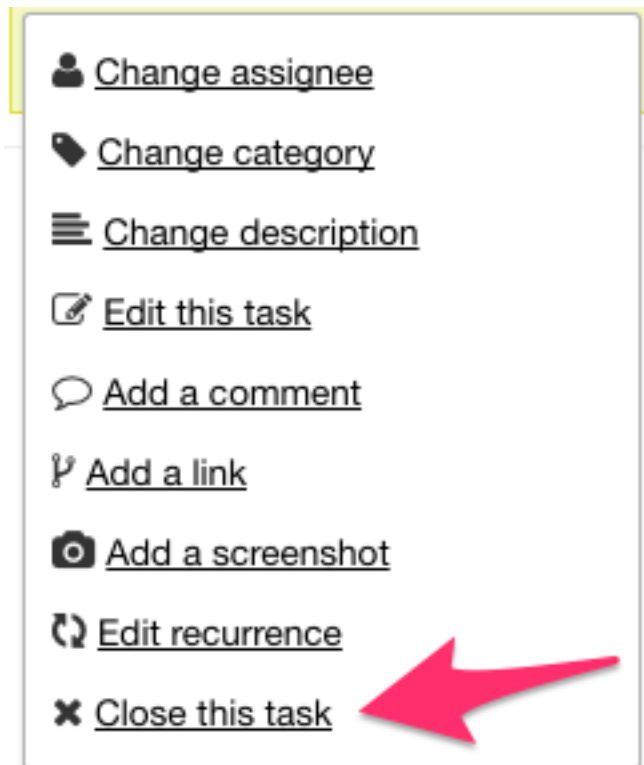 Change assignee
Change category
Change description
Edit this task
Add a comment
Add a link
Add a screenshot
Edit recurrence
Close this task